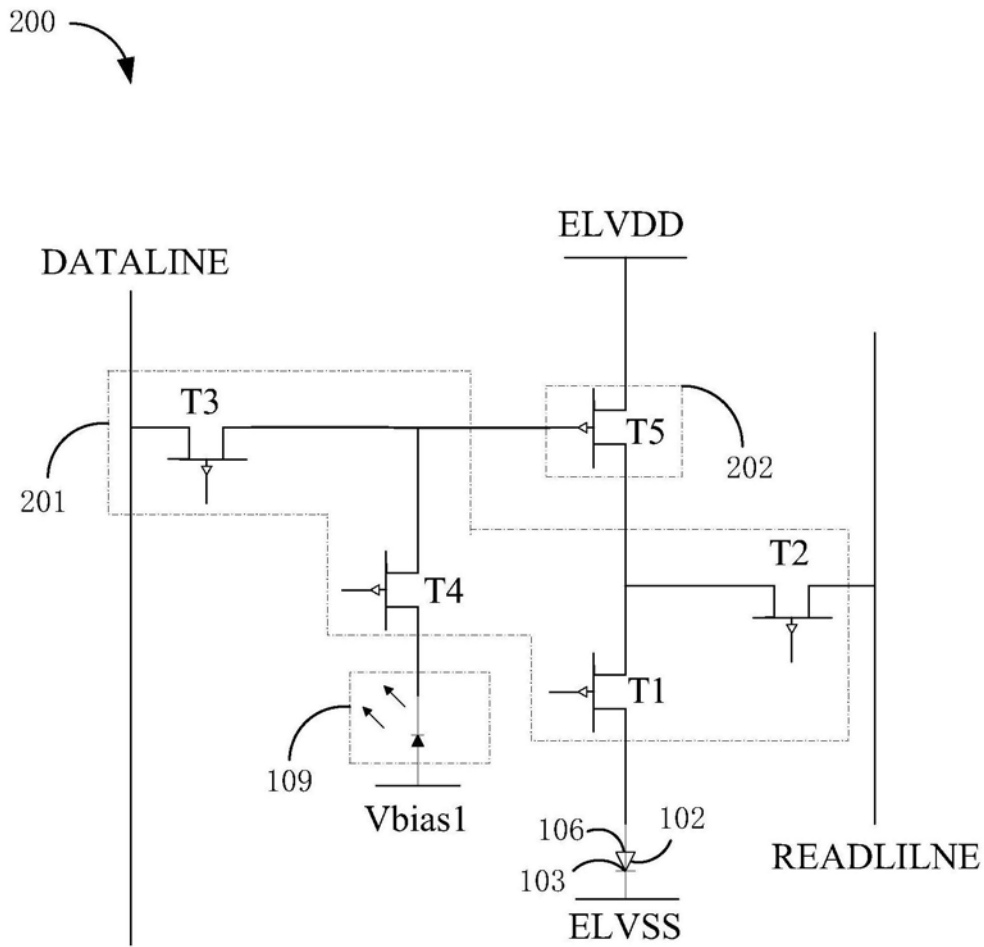 200
ELVDD
DATALINE
T3
T5
201
202
T2
T4
T1
109
Vbias1
106
102
103
READLILNE
ELVSS